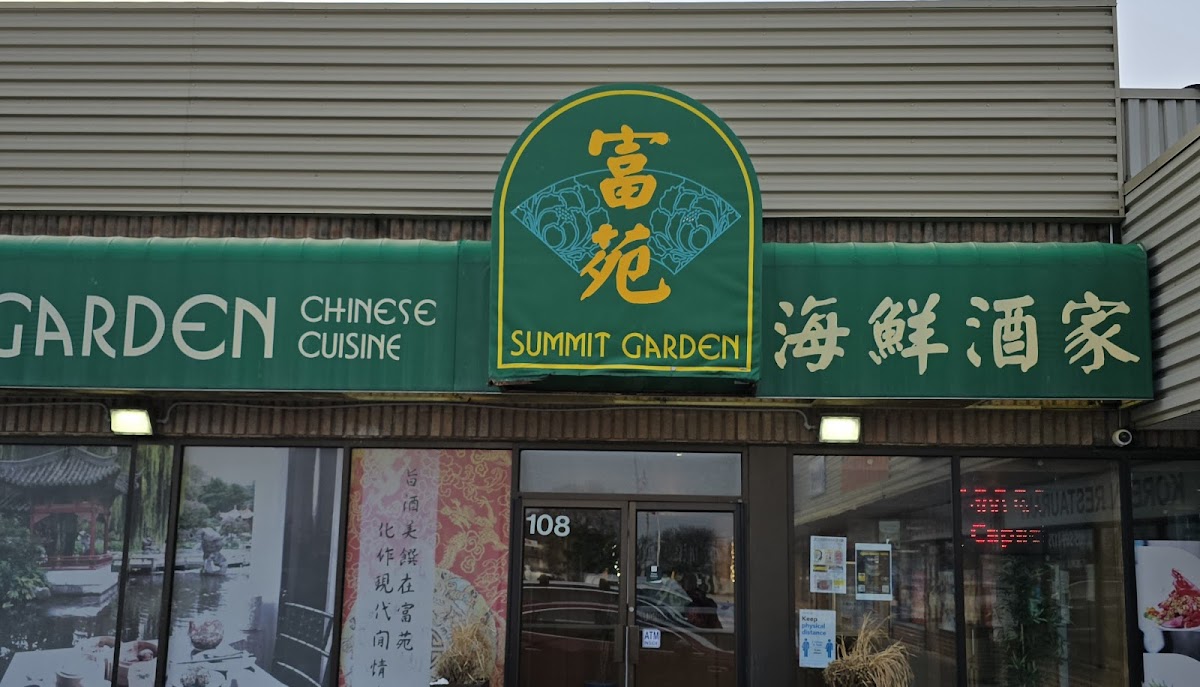 富苑
SUMMIT GARDEN
GARDEN
CHINESE
CUISINE
海鮮酒家
旨酒美饌在富苑
化作現代閒情
108
ATM
Keep
physical
distance